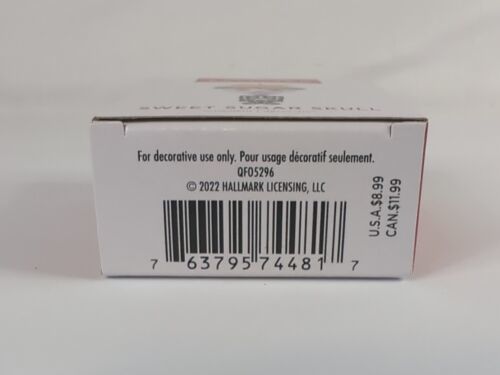 SWEET SUGAR SKULL
For decorative use only. Pour usage décoratif seulement.
QFO5296
© 2022 HALLMARK LICENSING, LLC
U.S.A.$8.99
CAN.$11.99
7 63795 74481 7